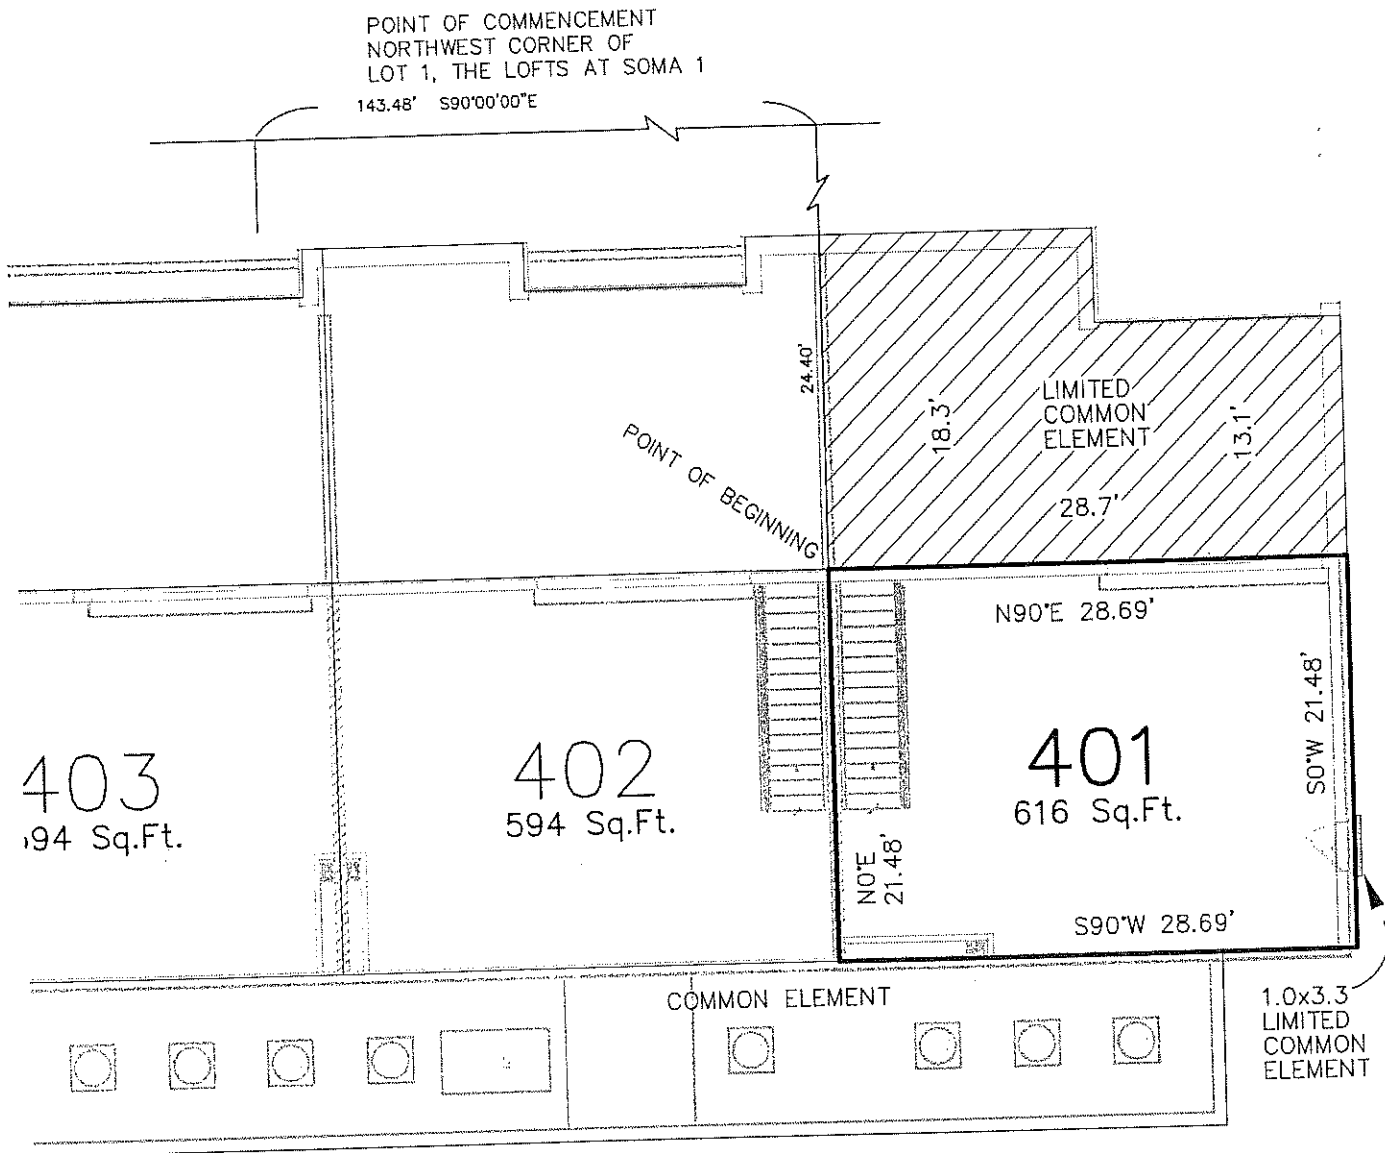 POINT OF COMMENCEMENT
NORTHWEST CORNER OF
LOT 1, THE LOFTS AT SOMA 1
143.48' S90°00'00"E
24.40'
POINT OF BEGINNING
18.3'
LIMITED
COMMON
ELEMENT
13.1'
28.7'
N90°E 28.69'
S0°W 21.48'
403
94 Sq.Ft.
402
594 Sq.Ft.
401
616 Sq.Ft.
N0°E
21.48'
S90°W 28.69'
COMMON ELEMENT
1.0x3.3
LIMITED
COMMON
ELEMENT